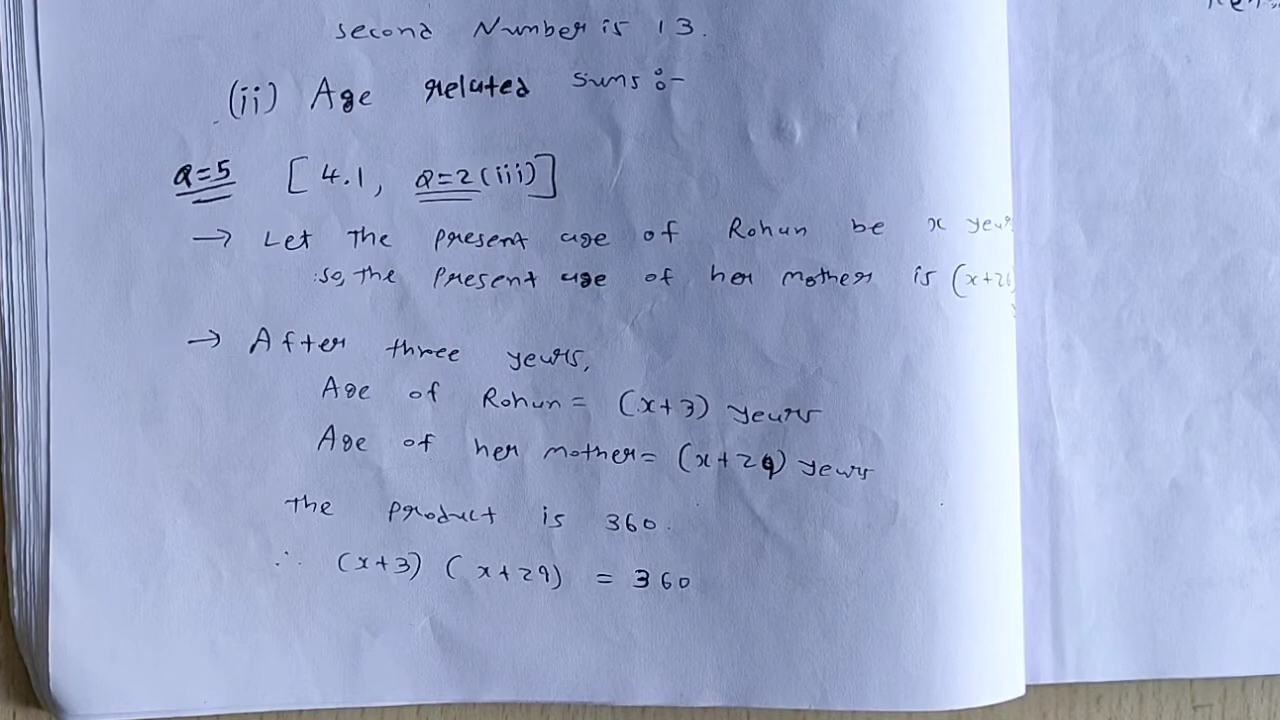 second Number is 13.
(ii) Age related sums :-
Q=5 [4.1, Q=2(iii)]
→ Let The present age of Rohan be x years
so, the present age of her mother is (x+26)
→ After three years,
Age of Rohan = (x+3) years
Age of her mother = (x+29) years
The product is 360.
∴ (x+3) (x+29) = 360